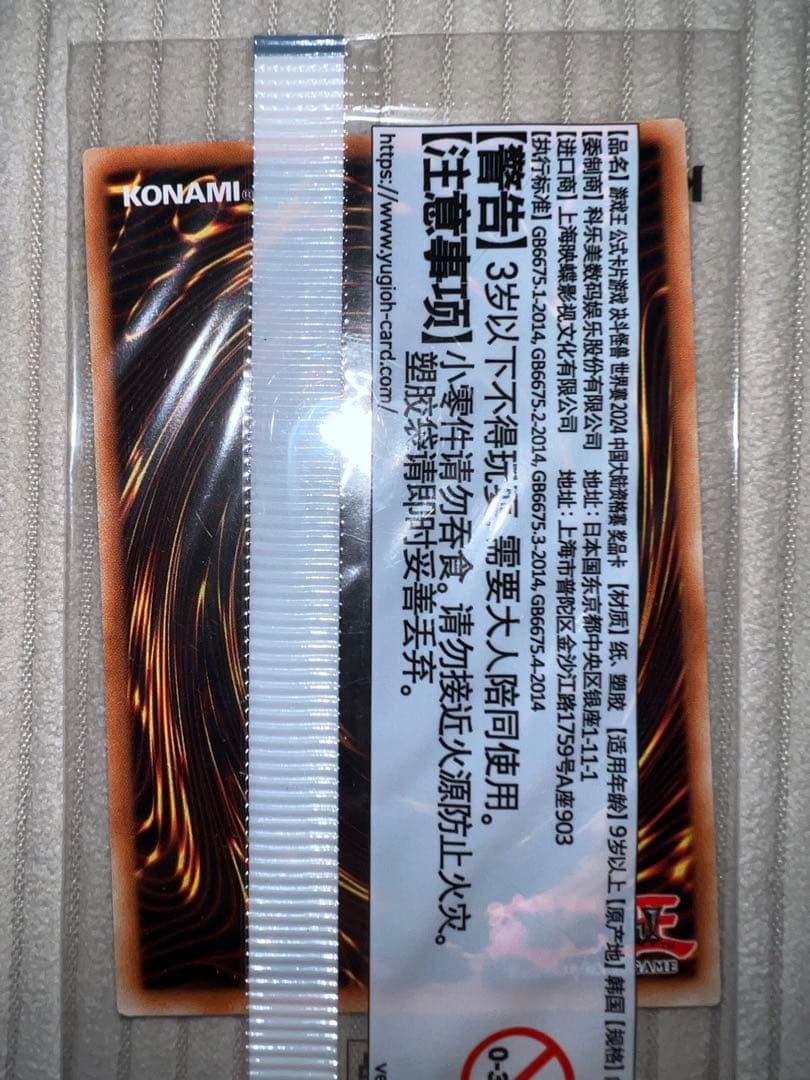 KONAMI®
【品名】游戏王 公式卡片游戏 决斗怪兽 世界赛2024 中国大陆资格赛 奖品卡 【材质】纸、塑胶 【适用年龄】9岁以上【原产地】韩国【规格】
【委制商】科乐美数码娱乐股份有限公司 地址：日本国东京都中央区银座1-11-1
【进口商】上海映蝶影视文化有限公司 地址：上海市普陀区金沙江路1759号A座903
【执行标准】GB6675.1-2014, GB6675.2-2014, GB6675.3-2014, GB6675.4-2014
【警告】3岁以下不得玩耍，需要大人陪同使用。
【注意事项】小零件请勿吞食。请勿接近火源防止火灾。
塑胶袋请即时妥善丢弃。
https://www.yugioh-card.com/
王
GAME
0-3